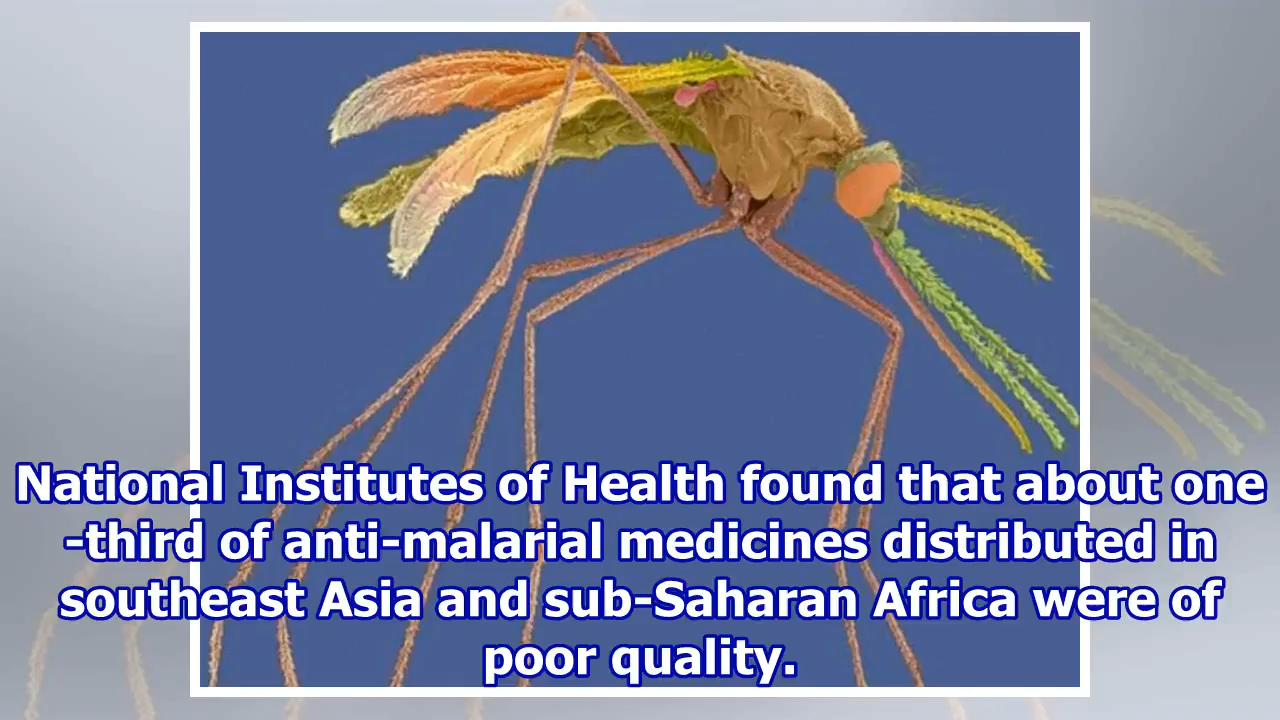 National Institutes of Health found that about one
-third of anti-malarial medicines distributed in
southeast Asia and sub-Saharan Africa were of
poor quality.